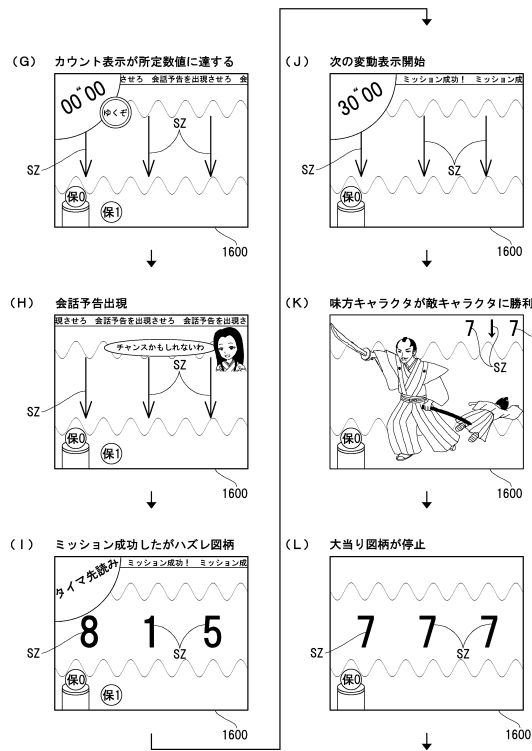 (G) カウント表示が所定数値に達する
させろ 会話予告を出現させろ 会
00"00
ゆくぞ
SZ
SZ
保0
保1
1600
(H) 会話予告出現
現させろ 会話予告を出現させろ 会話予告を出現さ
チャンスかもしれないわ
SZ
SZ
保0
保1
1600
(I) ミッション成功したがハズレ図柄
ミッション成功! ミッション成
タイマ先読み
8 1 5
SZ
SZ
保0
保1
1600
(J) 次の変動表示開始
ミッション成功! ミッション成
30"00
SZ
SZ
保0
1600
(K) 味方キャラクタが敵キャラクタに勝利
7 7
SZ
保0
1600
(L) 大当り図柄が停止
7 7 7
SZ
SZ
保0
1600